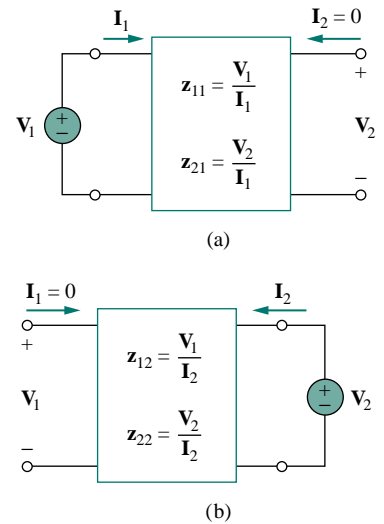 I₁ I₂ = 0
z₁₁ = V₁/I₁
+
V₁ + − V₂
z₂₁ = V₂/I₁
−
(a)
I₁ = 0 I₂
+
z₁₂ = V₁/I₂
V₁ + − V₂
z₂₂ = V₂/I₂
−
(b)